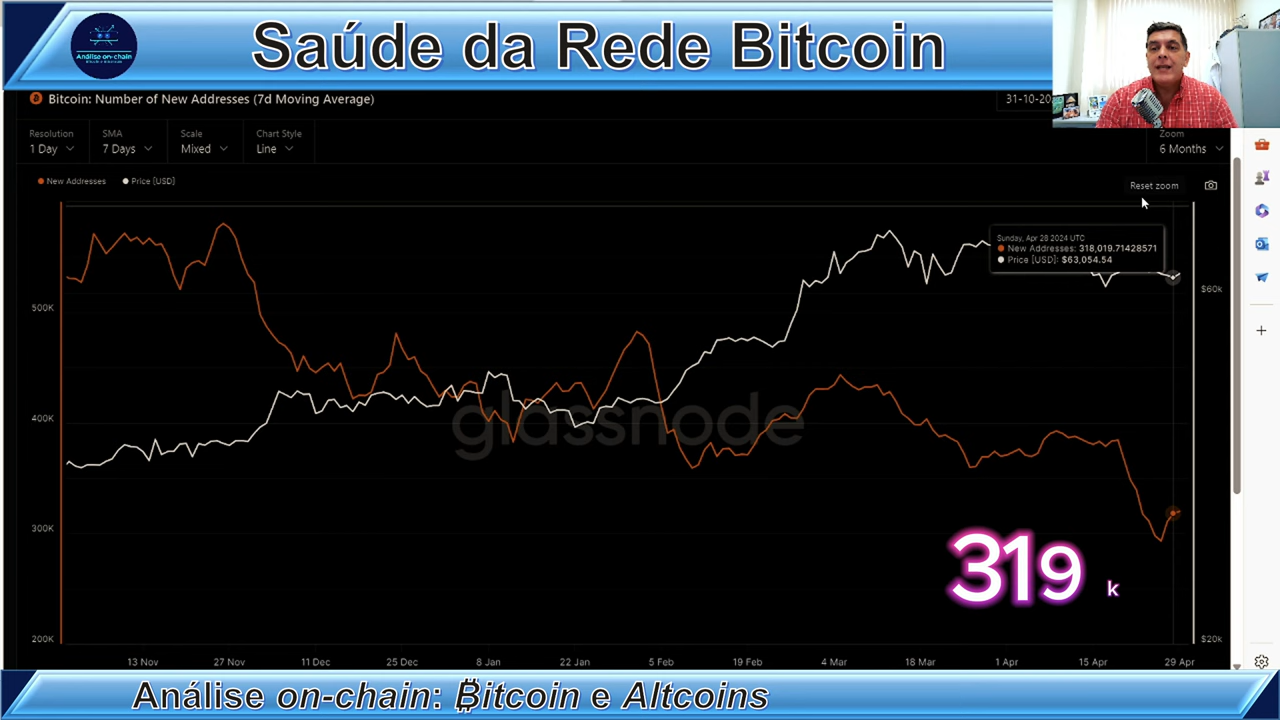 Saúde da Rede Bitcoin
Análise on-chain
Bitcoin: Number of New Addresses (7d Moving Average)
31-10-20
Resolution
1 Day
SMA
7 Days
Scale
Mixed
Chart Style
Line
Zoom
6 Months
New Addresses
Price [USD]
Reset zoom
Sunday, Apr 28 2024 UTC
New Addresses: 318,019.71428571
Price [USD]: $63,054.54
500K
400K
300K
200K
$60k
$20k
glassnode
319 k
13 Nov 27 Nov 11 Dec 25 Dec 8 Jan 22 Jan 5 Feb 19 Feb 4 Mar 18 Mar 1 Apr 15 Apr 29 Apr
Análise on-chain: ₿itcoin e Altcoins